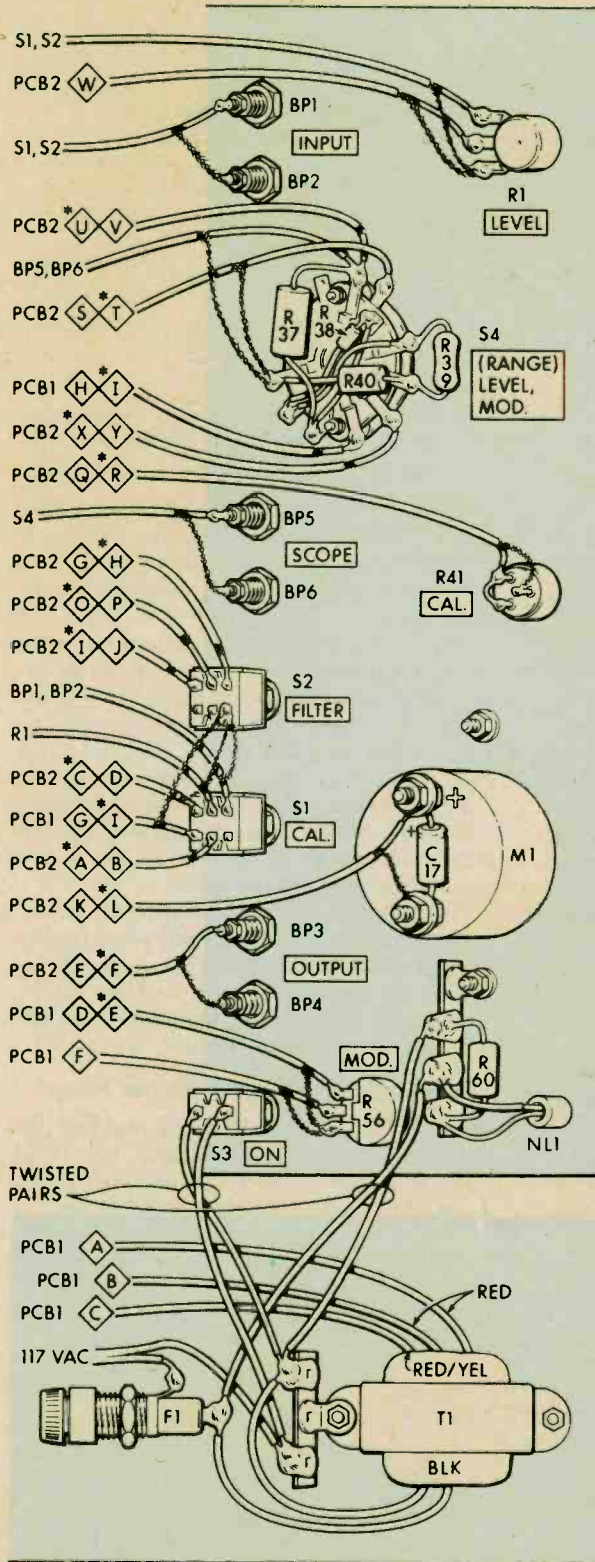 S1, S2
PCB2 W
BP1
INPUT
S1, S2
BP2
R1
LEVEL
PCB2 *U V
BP5, BP6
PCB2 S *T
R 37
R 38
R40
R39
S4
(RANGE)
LEVEL,
MOD.
PCB1 H *I
PCB2 *X Y
PCB2 Q *R
S4
BP5
SCOPE
BP6
R41
CAL.
PCB2 G *H
PCB2 *O P
PCB2 *I J
S2
FILTER
BP1, BP2
R1
PCB2 *C D
PCB1 G *I
S1
CAL.
PCB2 *A B
PCB2 K *L
+
+
C 17
M1
BP3
OUTPUT
BP4
PCB2 E *F
PCB1 D *E
PCB1 F
MOD.
R 56
R 60
NL1
S3 ON
TWISTED
PAIRS
PCB1 A
PCB1 B
RED
PCB1 C
117 VAC
RED/YEL
F1
T1
BLK